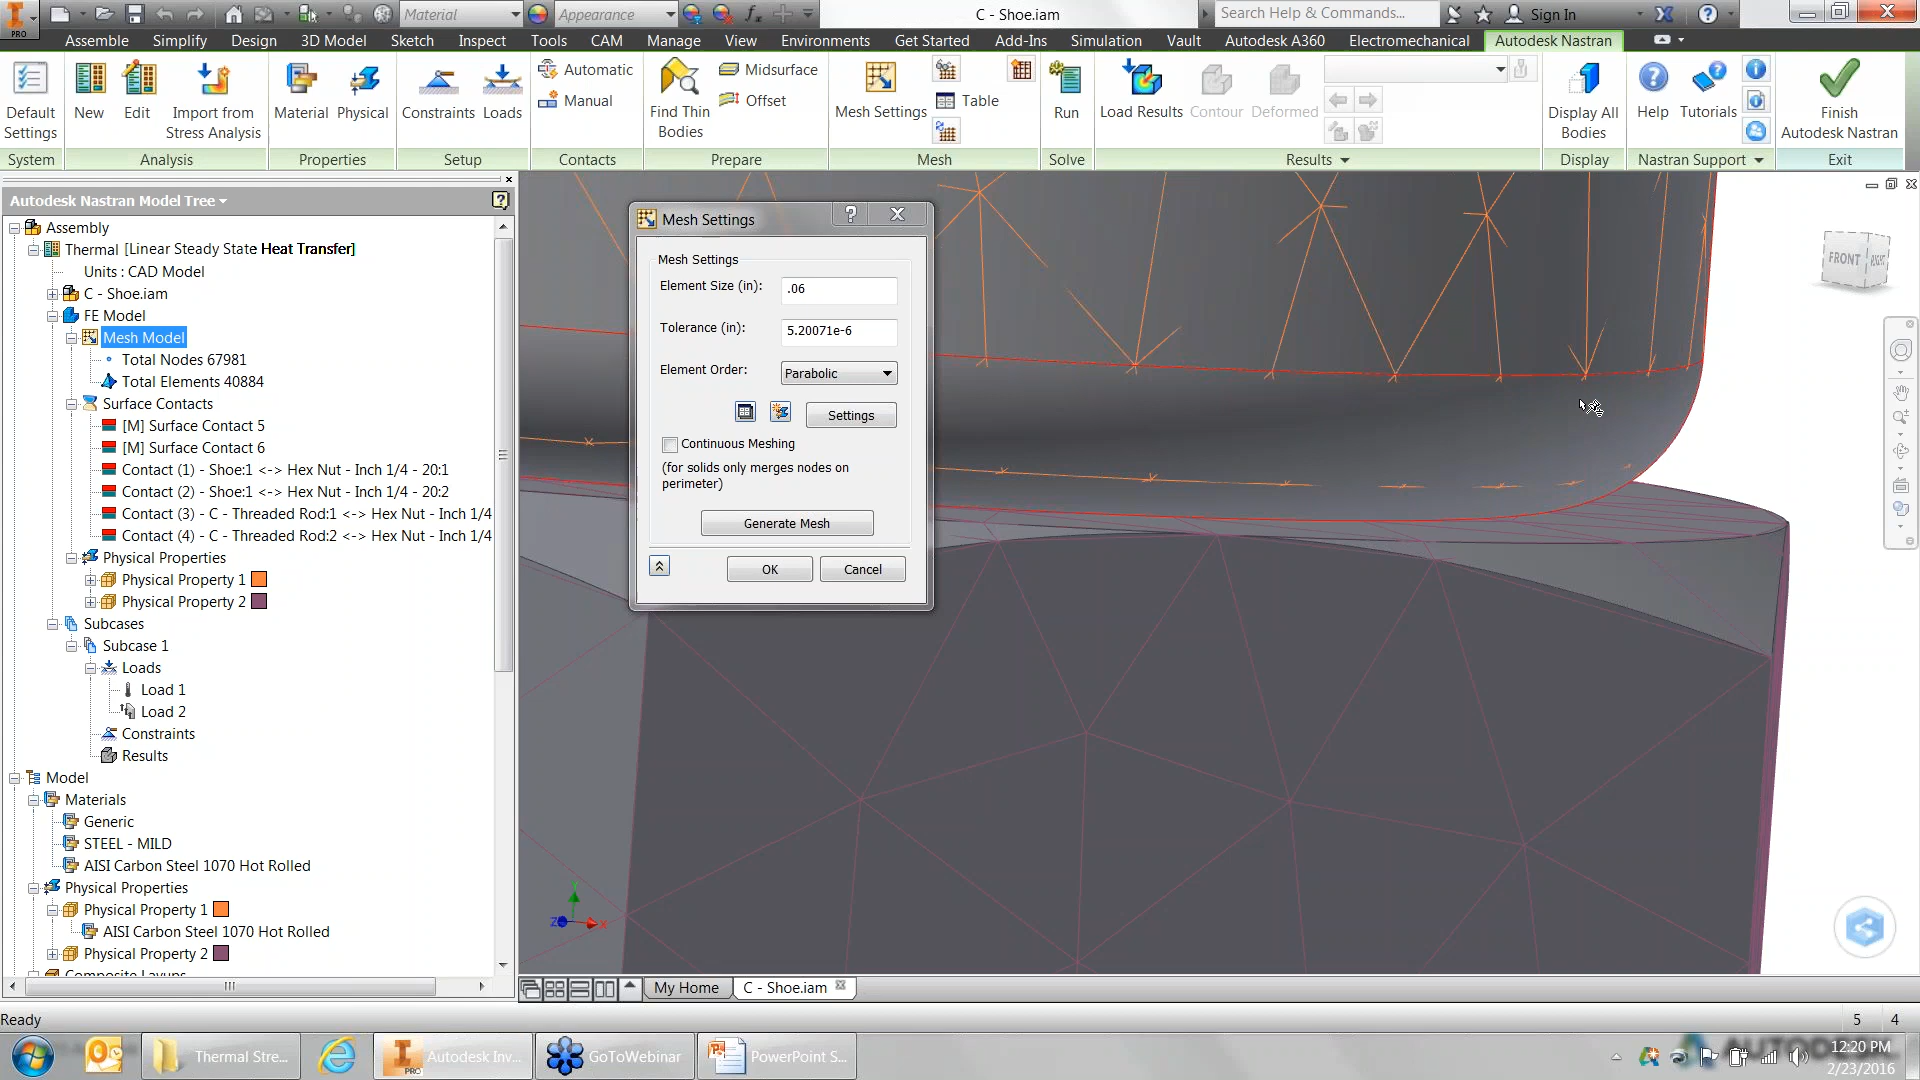 Material
Appearance
C - Shoe.iam
Search Help & Commands...
Sign In
PRO
Assemble Simplify Design 3D Model Sketch Inspect Tools CAM Manage View Environments Get Started Add-Ins Simulation Vault Autodesk A360 Electromechanical Autodesk Nastran
Default Settings
New
Edit
Import from Stress Analysis
Material
Physical
Constraints
Loads
Automatic
Manual
Find Thin Bodies
Midsurface
Offset
Mesh Settings
Table
Run
Load Results
Contour
Deformed
Display All Bodies
Help
Tutorials
Finish Autodesk Nastran
System Analysis Properties Setup Contacts Prepare Mesh Solve Results Display Nastran Support Exit
Autodesk Nastran Model Tree
Assembly
Thermal [Linear Steady State Heat Transfer]
Units : CAD Model
C - Shoe.iam
FE Model
Mesh Model
Total Nodes 67981
Total Elements 40884
Surface Contacts
[M] Surface Contact 5
[M] Surface Contact 6
Contact (1) - Shoe:1 <-> Hex Nut - Inch 1/4 - 20:1
Contact (2) - Shoe:1 <-> Hex Nut - Inch 1/4 - 20:2
Contact (3) - C - Threaded Rod:1 <-> Hex Nut - Inch 1/4
Contact (4) - C - Threaded Rod:2 <-> Hex Nut - Inch 1/4
Physical Properties
Physical Property 1
Physical Property 2
Subcases
Subcase 1
Loads
Load 1
Load 2
Constraints
Results
Model
Materials
Generic
STEEL - MILD
AISI Carbon Steel 1070 Hot Rolled
Physical Properties
Physical Property 1
AISI Carbon Steel 1070 Hot Rolled
Physical Property 2
Composite Layups
Mesh Settings
Mesh Settings
Element Size (in): .06
Tolerance (in): 5.20071e-6
Element Order: Parabolic
Settings
Continuous Meshing
(for solids only merges nodes on
perimeter)
Generate Mesh
OK Cancel
FRONT RIGHT
Y
Z X
My Home C - Shoe.iam
Ready
5 4
Thermal Stre...
PRO
Autodesk Inv...
GoToWebinar
PowerPoint S...
12:20 PM
2/23/2016